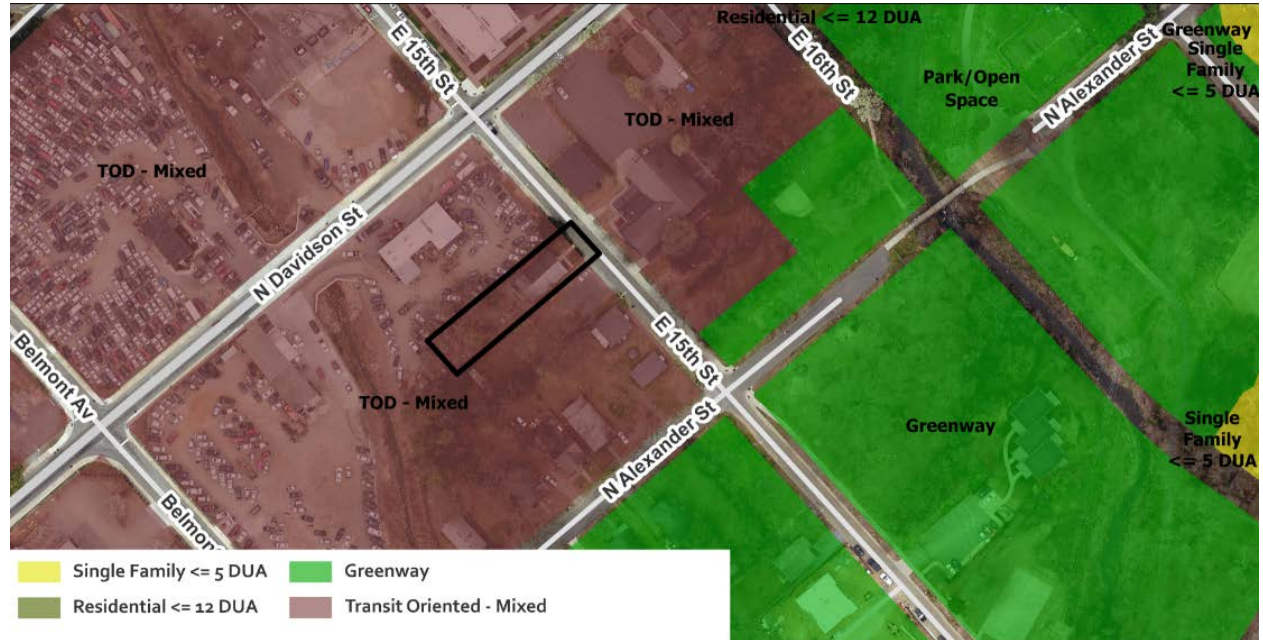 Residential <= 12 DUA
E 15th St
E 16th St
Greenway
Single
Family
<= 5 DUA
Park/Open
Space
N Alexander St
TOD - Mixed
TOD - Mixed
N Davidson St
E 15th St
Belmont Av
TOD - Mixed
N Alexander St
Greenway
Single
Family
<= 5 DUA
Belmon
Single Family <= 5 DUA
Greenway
Residential <= 12 DUA
Transit Oriented - Mixed